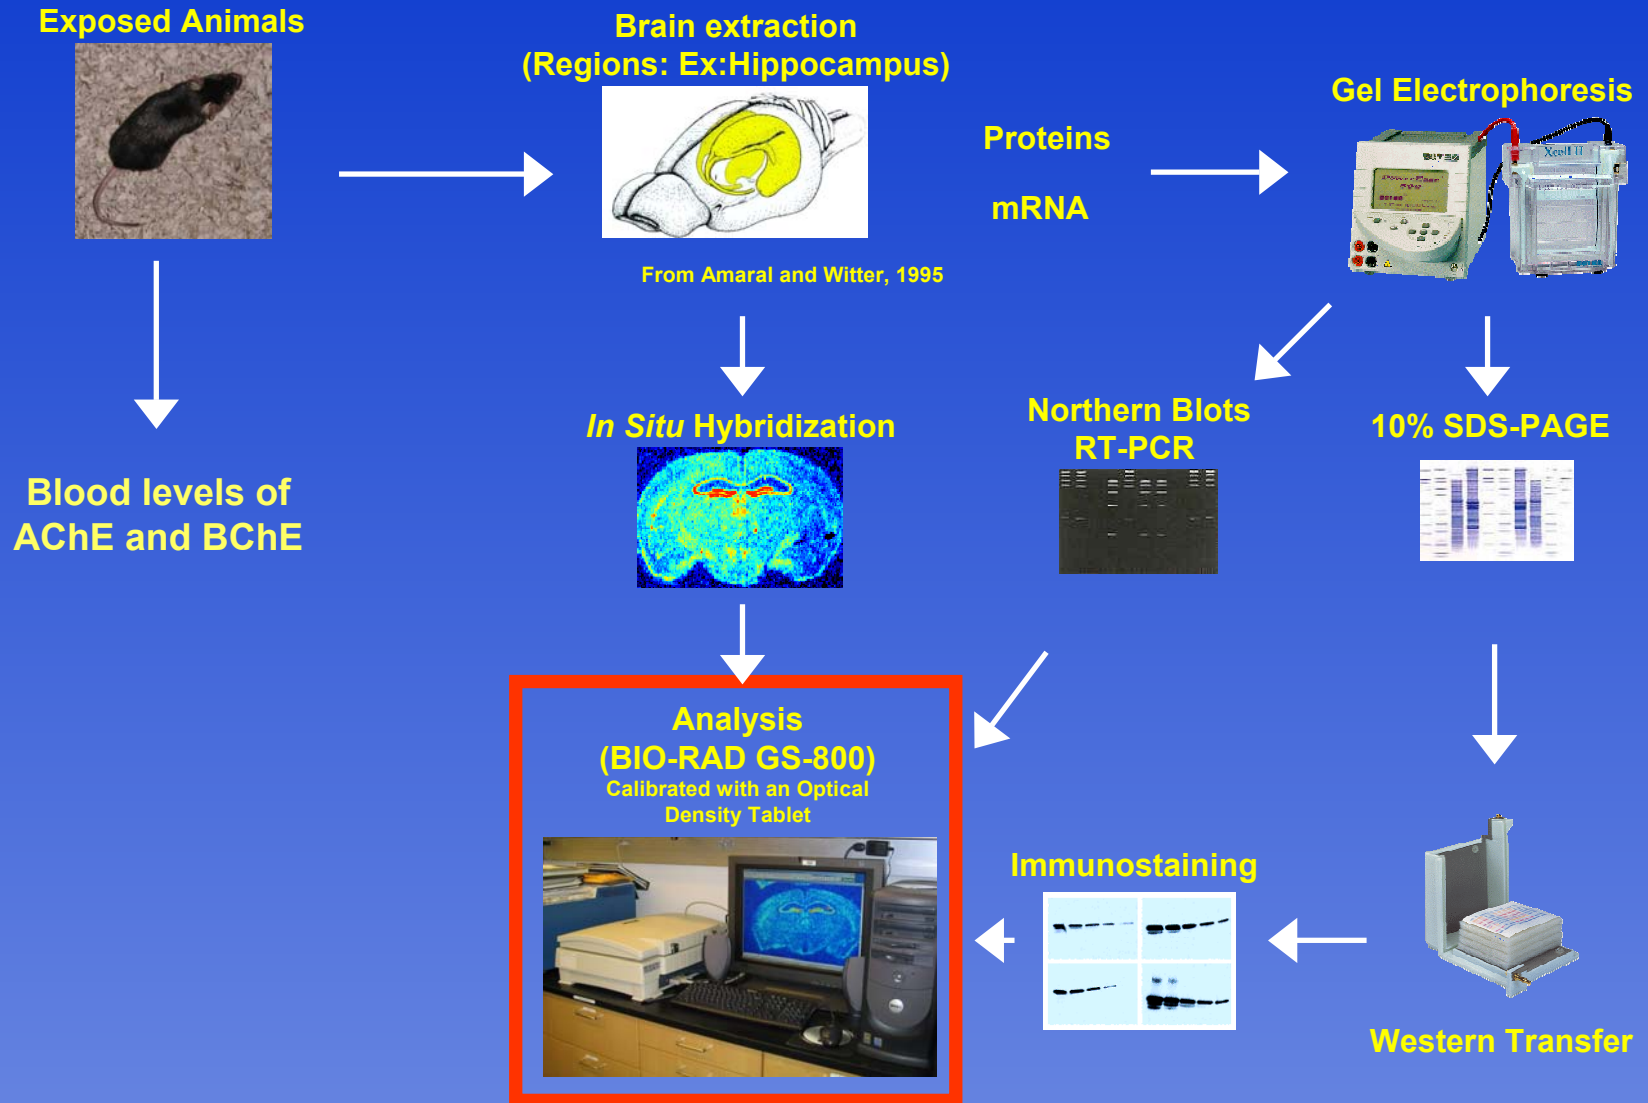 Exposed Animals
Brain extraction
(Regions: Ex:Hippocampus)
From Amaral and Witter, 1995
Proteins
mRNA
Gel Electrophoresis
Xcell II
In Situ Hybridization
Northern Blots
RT-PCR
10% SDS-PAGE
Blood levels of
AChE and BChE
Analysis
(BIO-RAD GS-800)
Calibrated with an Optical
Density Tablet
Immunostaining
Western Transfer